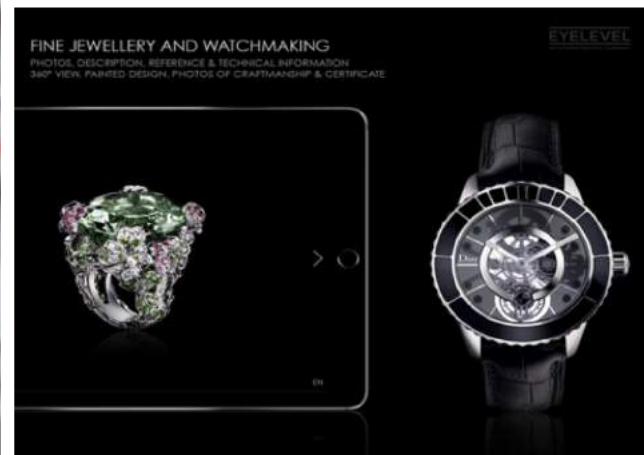 EYELEVEL
FINE JEWELLERY AND WATCHMAKING
PHOTOS, DESCRIPTION, REFERENCE & TECHNICAL INFORMATION
360° VIEW, PAINTED DESIGN, PHOTOS OF CRAFTMANSHIP & CERTIFICATE
Dior
EN